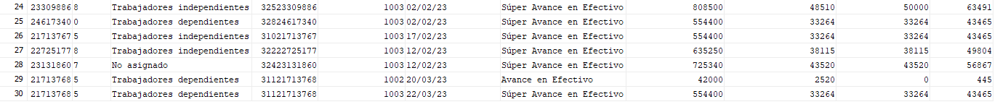 24 23309886 8 Trabajadores independientes 32523309886 1003 02/02/23 Súper Avance en Efectivo 808500 48510 50000 63491
25 24617340 0 Trabajadores dependientes 32824617340 1003 02/02/23 Súper Avance en Efectivo 554400 33264 33264 43465
26 21713767 5 Trabajadores independientes 31021713767 1003 17/02/23 Súper Avance en Efectivo 554400 33264 33264 43465
27 22725177 8 Trabajadores independientes 32222725177 1003 12/02/23 Súper Avance en Efectivo 635250 38115 38115 49804
28 23131860 7 No asignado 32423131860 1003 12/02/23 Súper Avance en Efectivo 725340 43520 43520 56867
29 21713768 5 Trabajadores dependientes 31121713768 1002 20/03/23 Avance en Efectivo 42000 2520 0 445
30 21713768 5 Trabajadores dependientes 31121713768 1003 22/03/23 Súper Avance en Efectivo 554400 33264 33264 43465